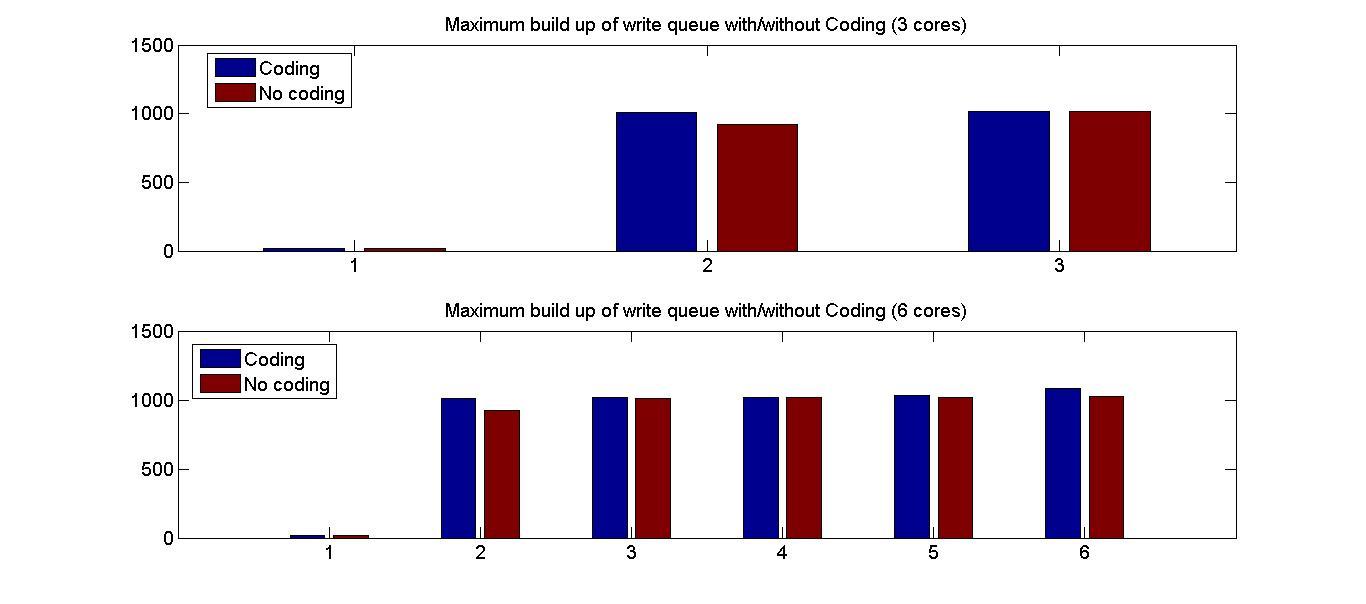 Maximum build up of write queue with/without Coding (3 cores)
1500
1000
500
0
Coding
No coding
1 2 3
Maximum build up of write queue with/without Coding (6 cores)
1500
1000
500
0
Coding
No coding
1 2 3 4 5 6